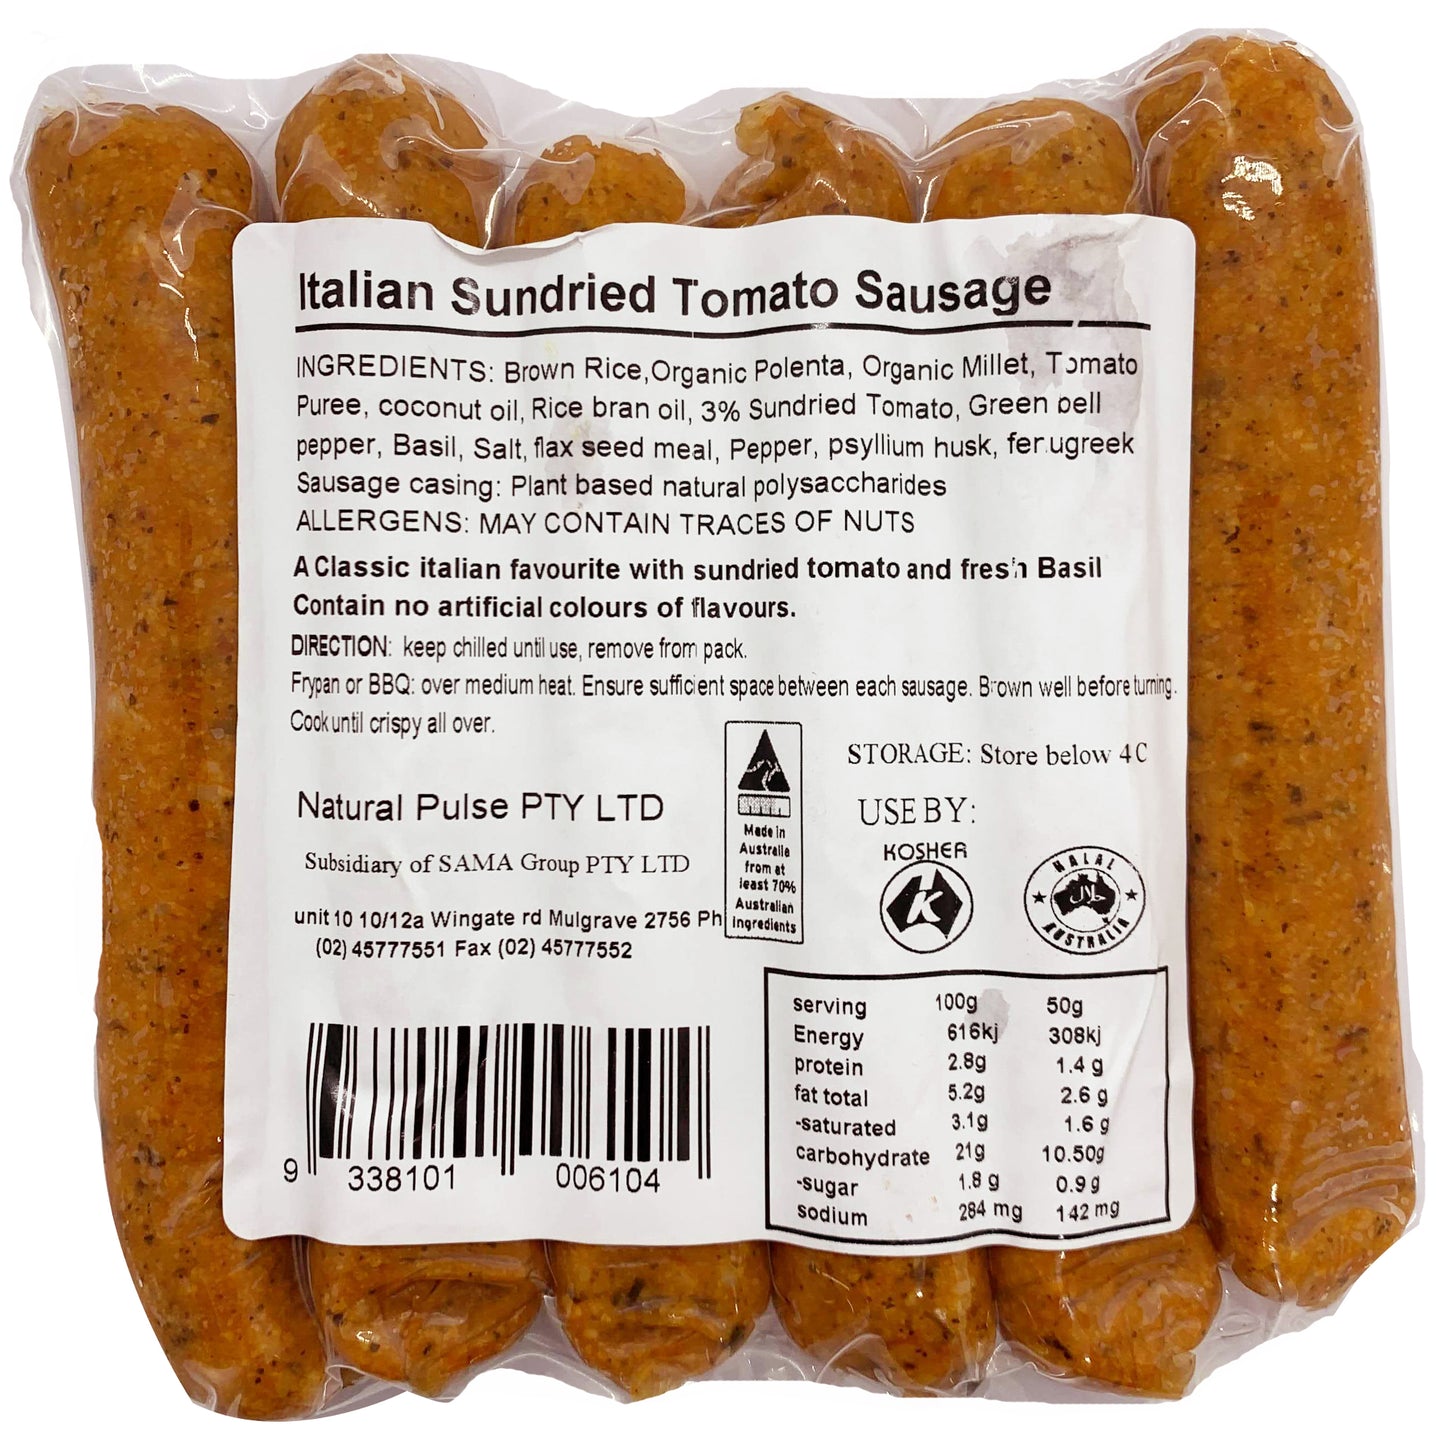 Italian Sundried Tomato Sausage
INGREDIENTS: Brown Rice,Organic Polenta, Organic Millet, Tomato
Puree, coconut oil, Rice bran oil, 3% Sundried Tomato, Green bell
pepper, Basil, Salt, flax seed meal, Pepper, psyllium husk, fenugreek
Sausage casing: Plant based natural polysaccharides
ALLERGENS: MAY CONTAIN TRACES OF NUTS
A Classic italian favourite with sundried tomato and fresh Basil
Contain no artificial colours of flavours.
DIRECTION: keep chilled until use, remove from pack.
Frypan or BBQ: over medium heat. Ensure sufficient space between each sausage. Brown well before turning.
Cook until crispy all over.
STORAGE: Store below 4C
USE BY:
Natural Pulse PTY LTD
Subsidiary of SAMA Group PTY LTD
unit 10 10/12a Wingate rd Mulgrave 2756 Ph
(02) 45777551 Fax (02) 45777552
Made in
Australia
from at
least 70%
Australian
ingredients
KOSHER
K
HALAL
حلال
AUSTRALIA
serving 100g 50g
Energy 616kj 308kj
protein 2.8g 1.4 g
fat total 5.2g 2.6 g
-saturated 3.1g 1.6 g
carbohydrate 21g 10.50g
-sugar 1.8 g 0.9 g
sodium 284 mg 142 mg
9 338101 006104